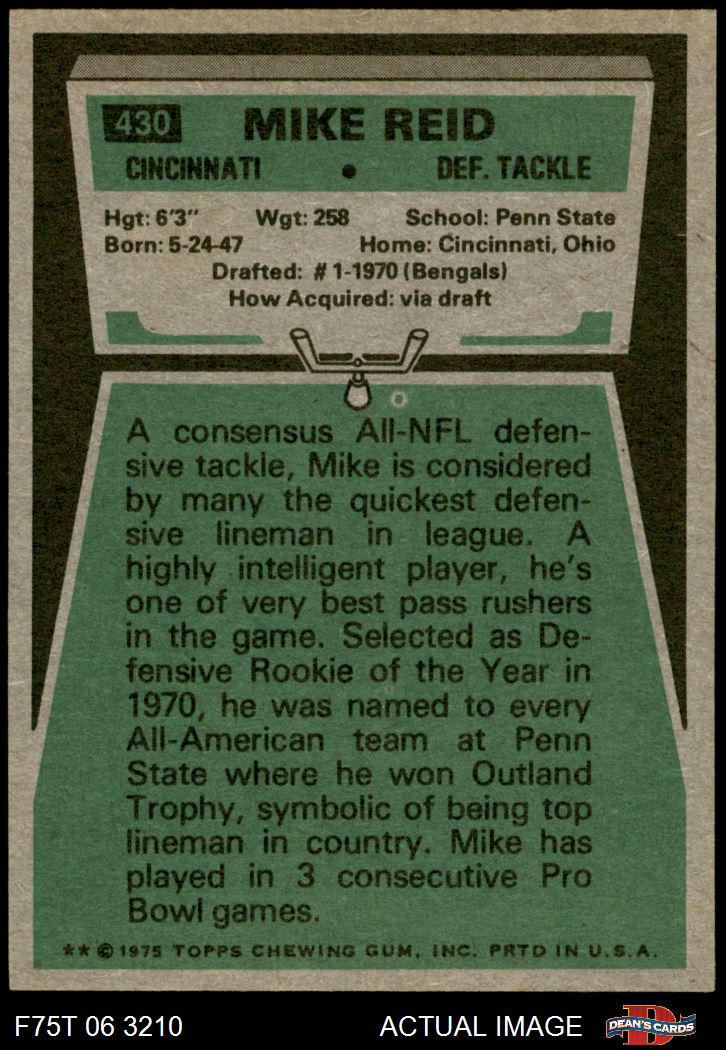 430 MIKE REID
CINCINNATI • DEF. TACKLE
Hgt: 6'3" Wgt: 258 School: Penn State
Born: 5-24-47 Home: Cincinnati, Ohio
Drafted: #1-1970 (Bengals)
How Acquired: via draft
A consensus All-NFL defen-
sive tackle, Mike is considered
by many the quickest defen-
sive lineman in league. A
highly intelligent player, he's
one of very best pass rushers
in the game. Selected as De-
fensive Rookie of the Year in
1970, he was named to every
All-American team at Penn
State where he won Outland
Trophy, symbolic of being top
lineman in country. Mike has
played in 3 consecutive Pro
Bowl games.
** © 1975 TOPPS CHEWING GUM, INC. PRTD IN U.S.A.
F75T 06 3210 ACTUAL IMAGE D DEAN'S CARDS